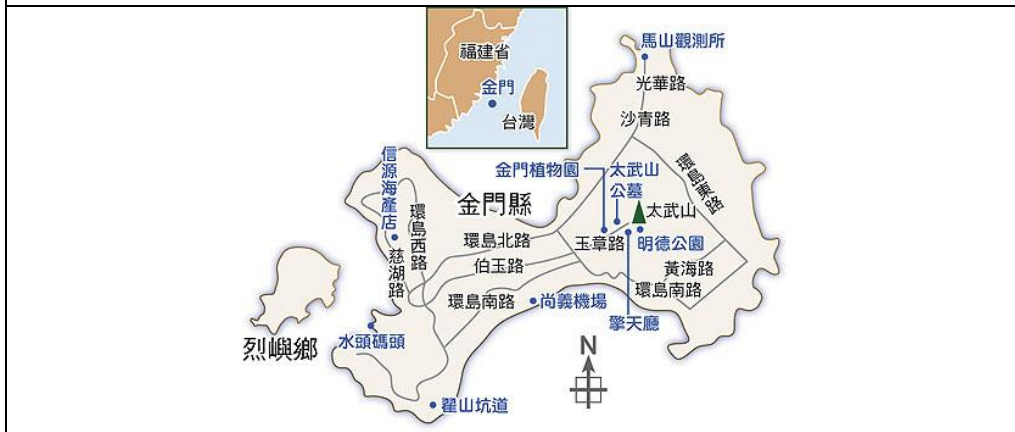 福建省
金門
台灣
馬山觀測所
光華路
沙青路
環島東路
信源海產店
金門植物園
太武山
公墓
金門縣
太武山
環島西路
環島北路
玉章路
明德公園
慈湖路
伯玉路
黃海路
環島南路
環島南路
尚義機場
擎天廳
水頭碼頭
烈嶼鄉
N
翟山坑道